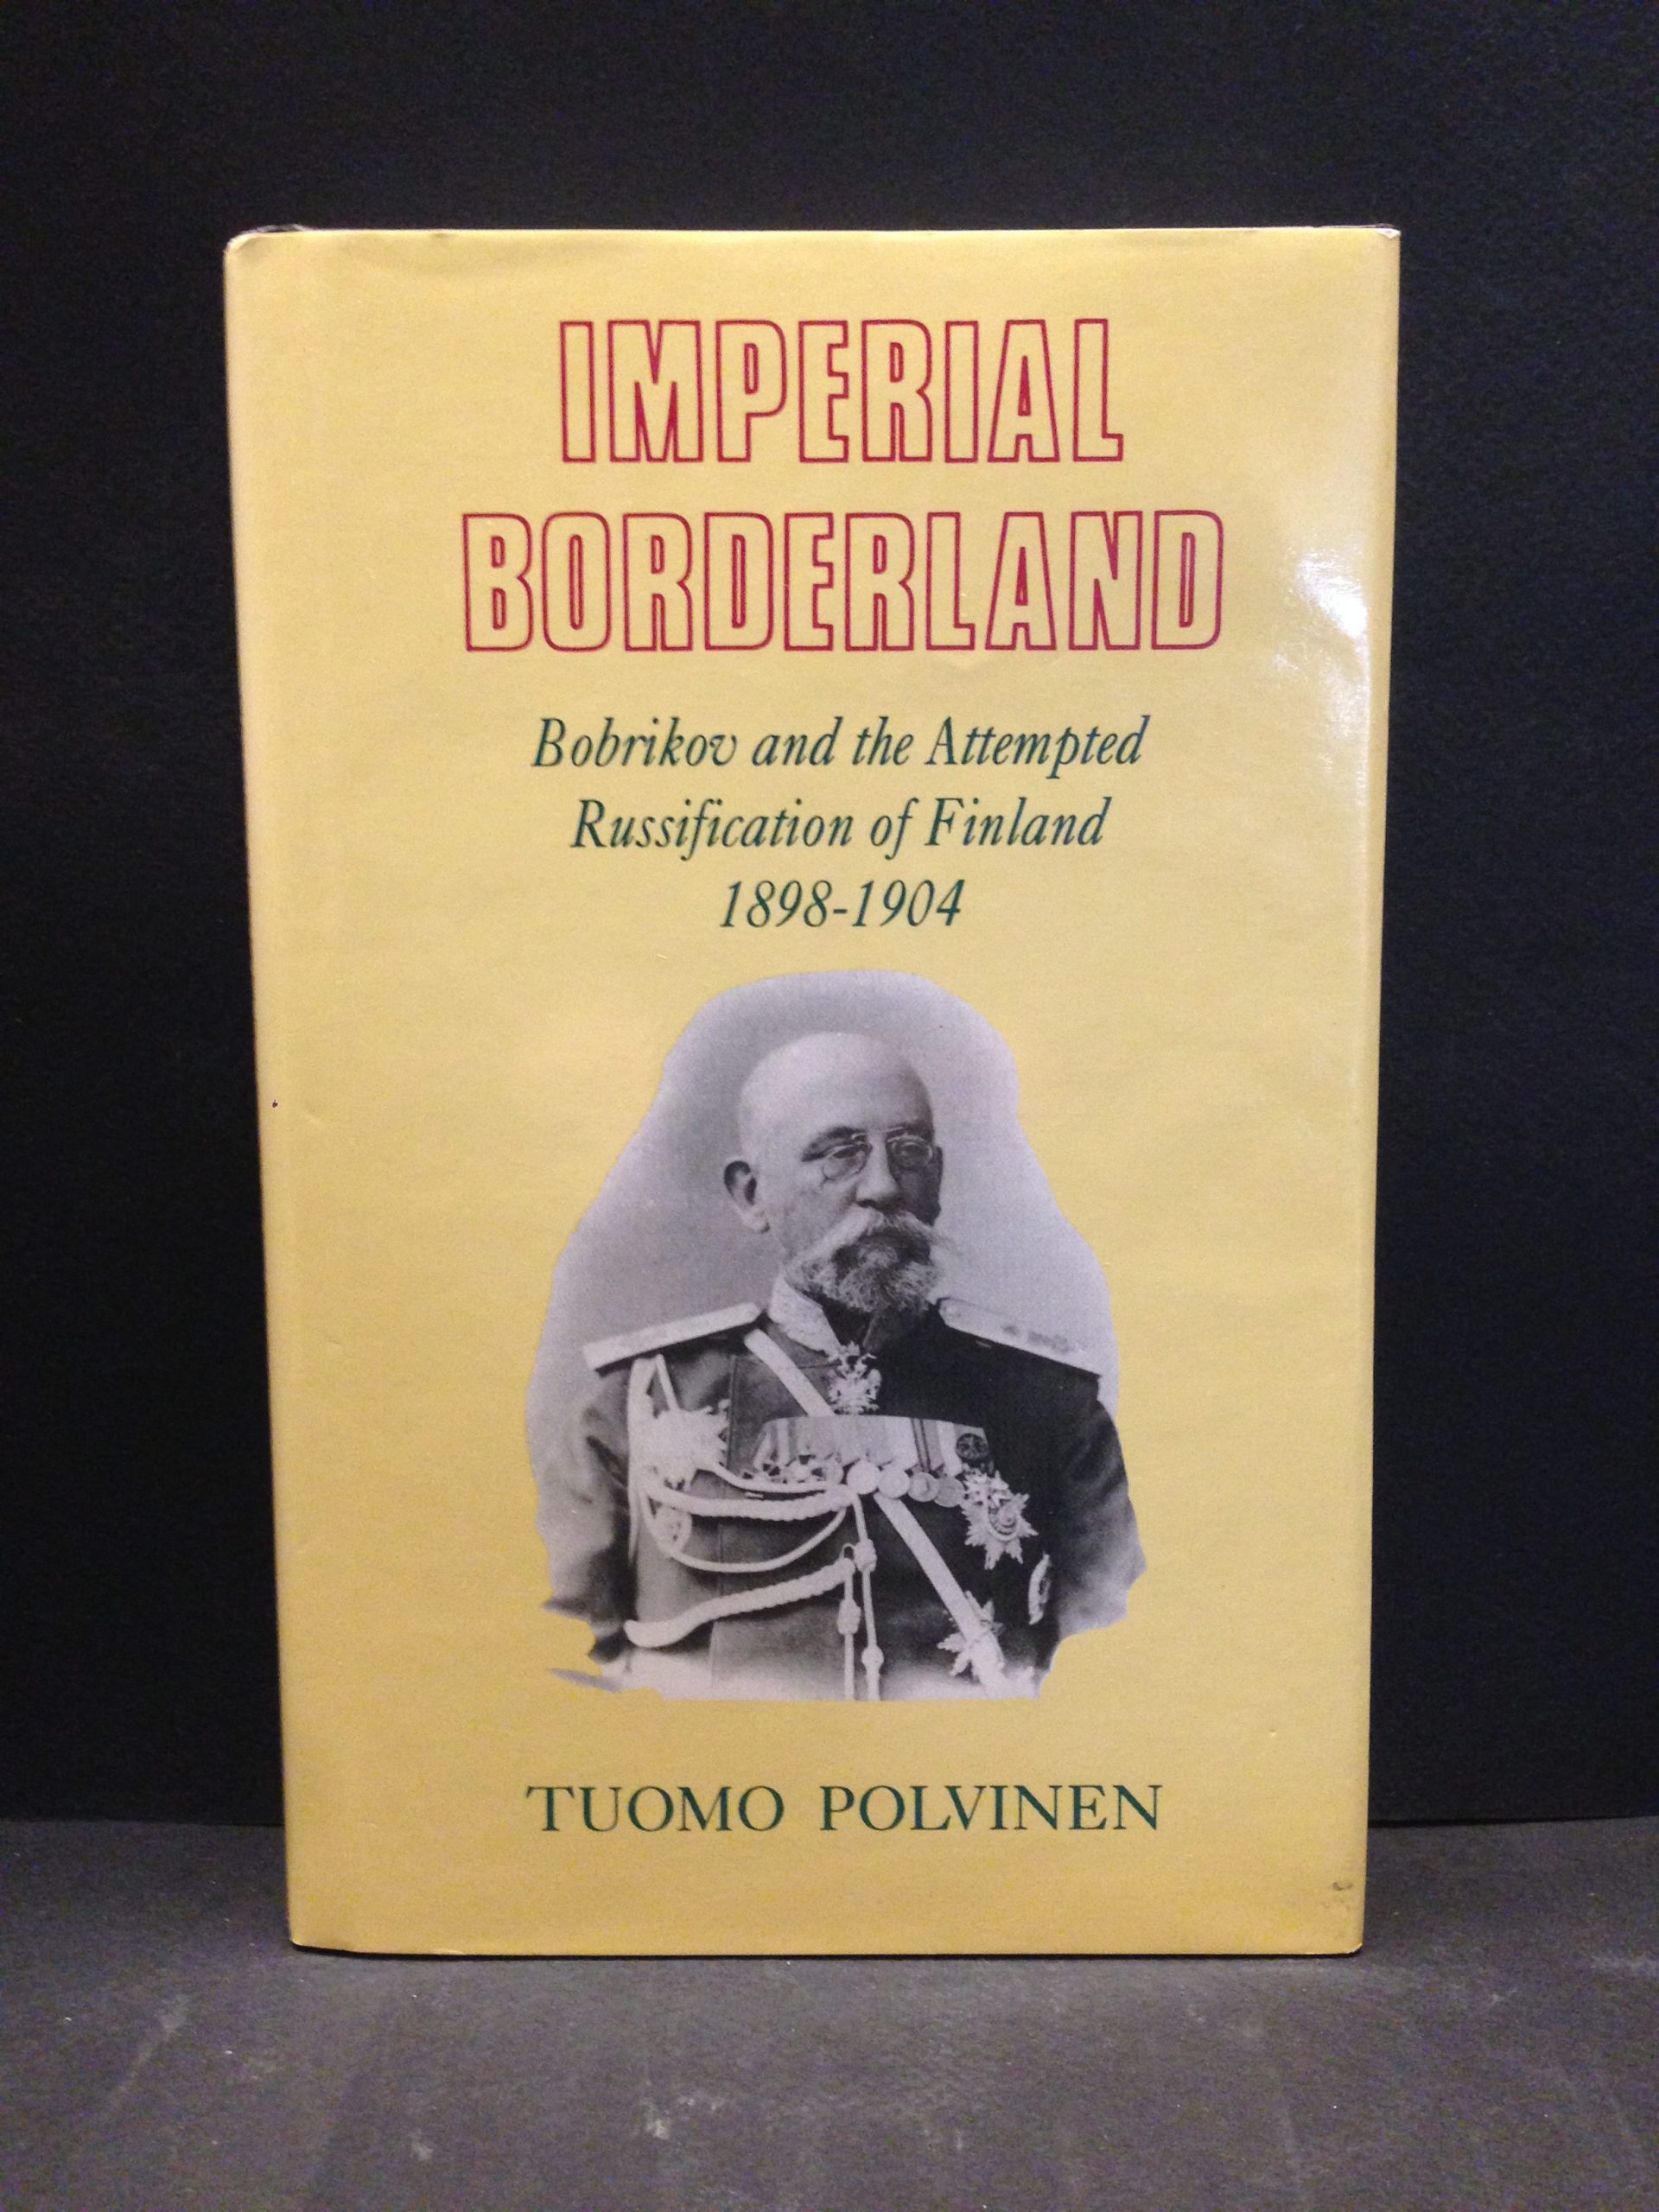 IMPERIAL
BORDERLAND
Bobrikov and the Attempted
Russification of Finland
1898-1904
TUOMO POLVINEN